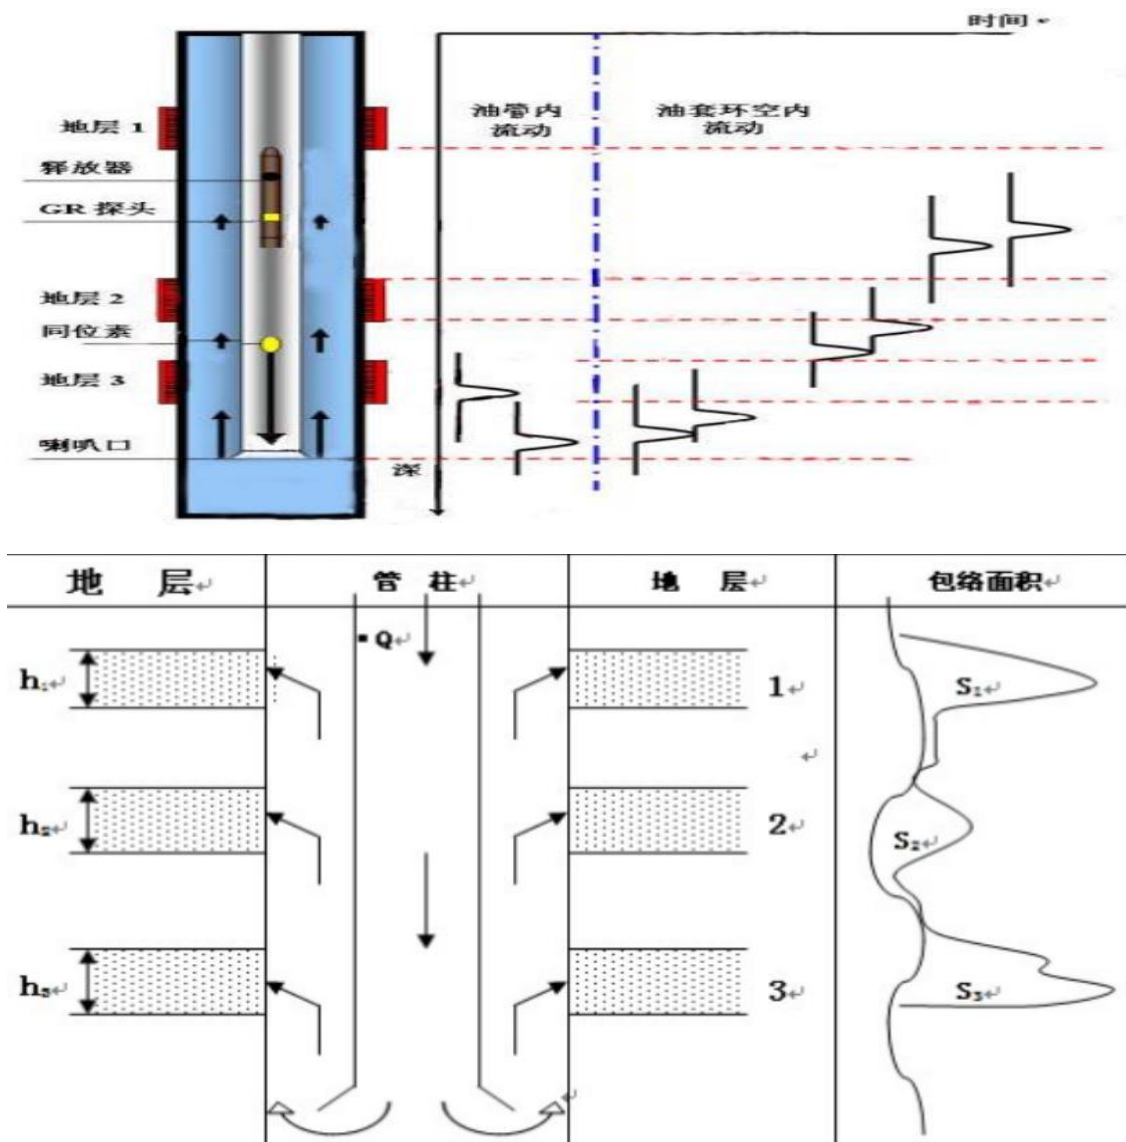 时间
油管内
流动
油套环空内
流动
地层 1
释放器
GR 探头
地层 2
同位素
地层 3
喇叭口
深
地 层
管 柱
地 层
包络面积
Q
h₁
1
S₁
h₂
2
S₂
h₃
3
S₃